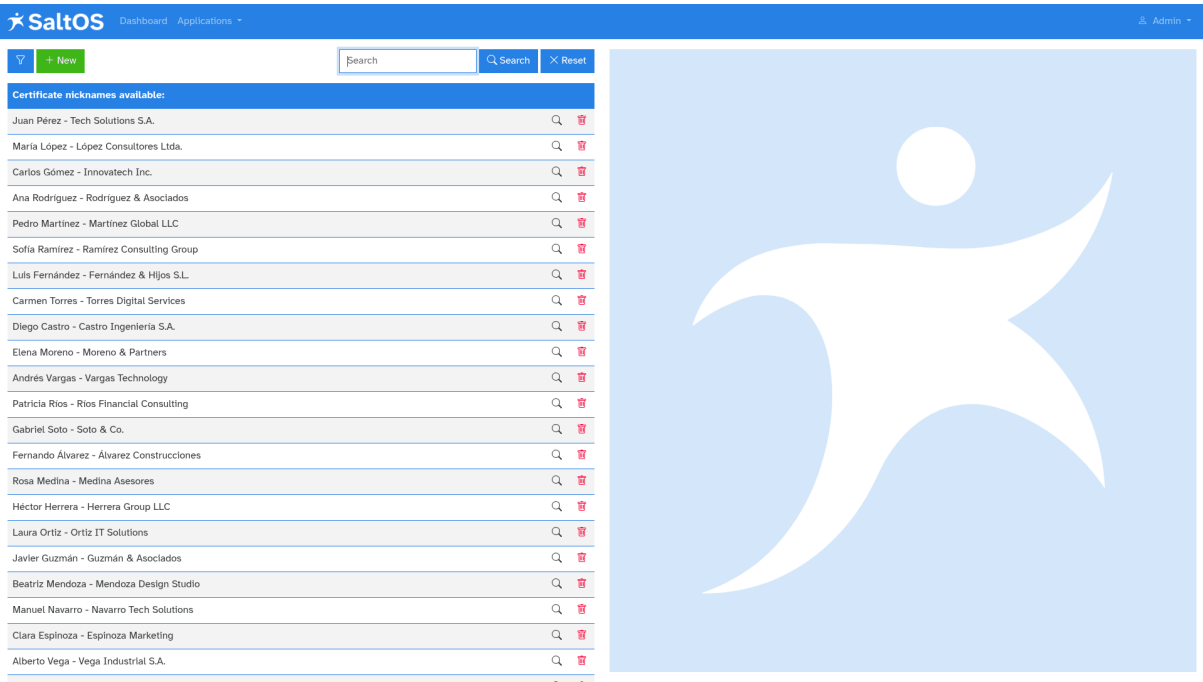 SaltOS Dashboard Applications Admin
+ New Search Search Reset
Certificate nicknames available:
Juan Pérez - Tech Solutions S.A.
María López - López Consultores Ltda.
Carlos Gómez - Innovatech Inc.
Ana Rodríguez - Rodríguez & Asociados
Pedro Martínez - Martínez Global LLC
Sofía Ramírez - Ramírez Consulting Group
Luis Fernández - Fernández & Hijos S.L.
Carmen Torres - Torres Digital Services
Diego Castro - Castro Ingeniería S.A.
Elena Moreno - Moreno & Partners
Andrés Vargas - Vargas Technology
Patricia Ríos - Ríos Financial Consulting
Gabriel Soto - Soto & Co.
Fernando Álvarez - Álvarez Construcciones
Rosa Medina - Medina Asesores
Héctor Herrera - Herrera Group LLC
Laura Ortiz - Ortiz IT Solutions
Javier Guzmán - Guzmán & Asociados
Beatriz Mendoza - Mendoza Design Studio
Manuel Navarro - Navarro Tech Solutions
Clara Espinoza - Espinoza Marketing
Alberto Vega - Vega Industrial S.A.